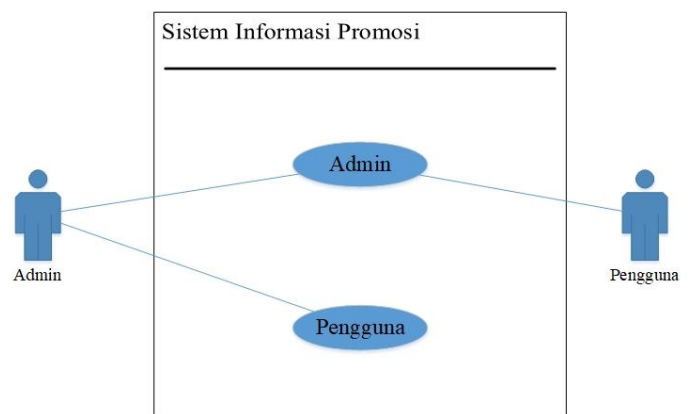 Sistem Informasi Promosi
Admin
Admin
Pengguna
Pengguna